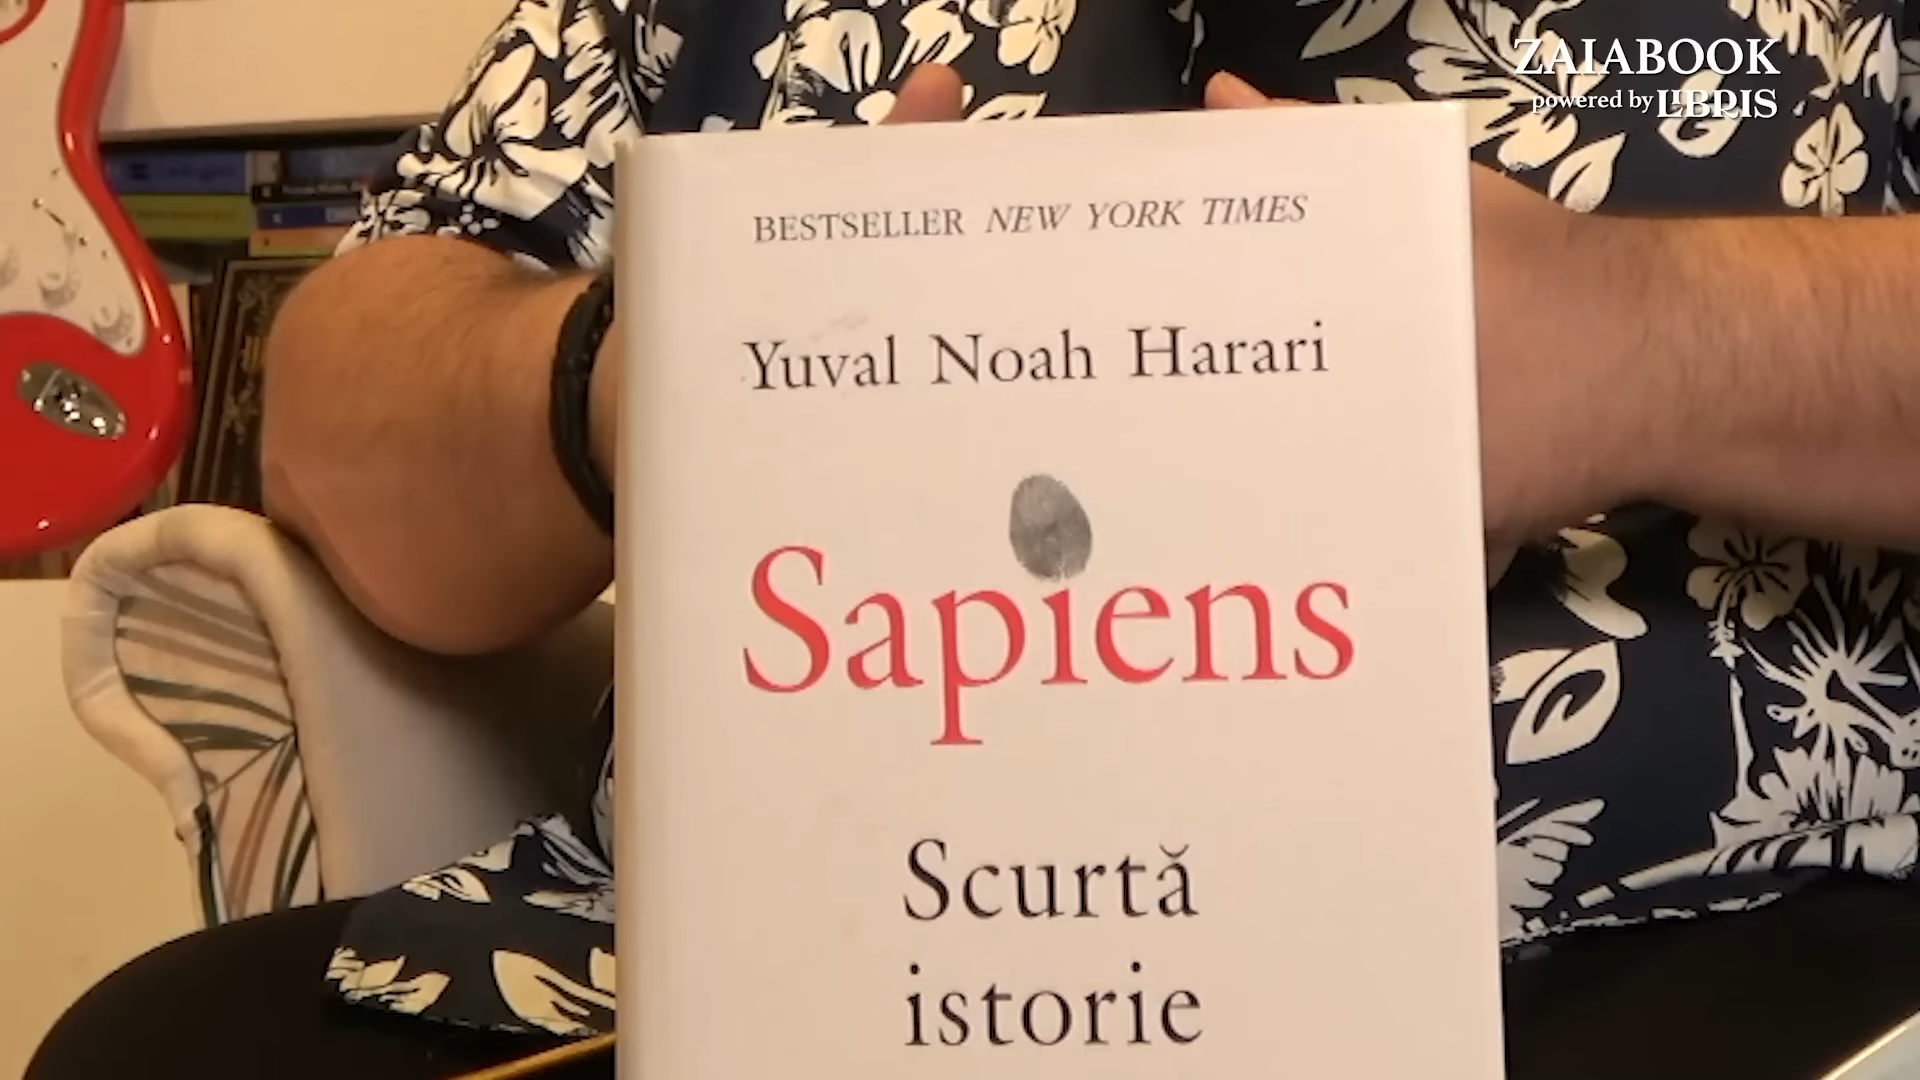 ZAIABOOK
powered by LIBRIS
BESTSELLER NEW YORK TIMES
Yuval Noah Harari
Sapiens
Scurtă
istorie